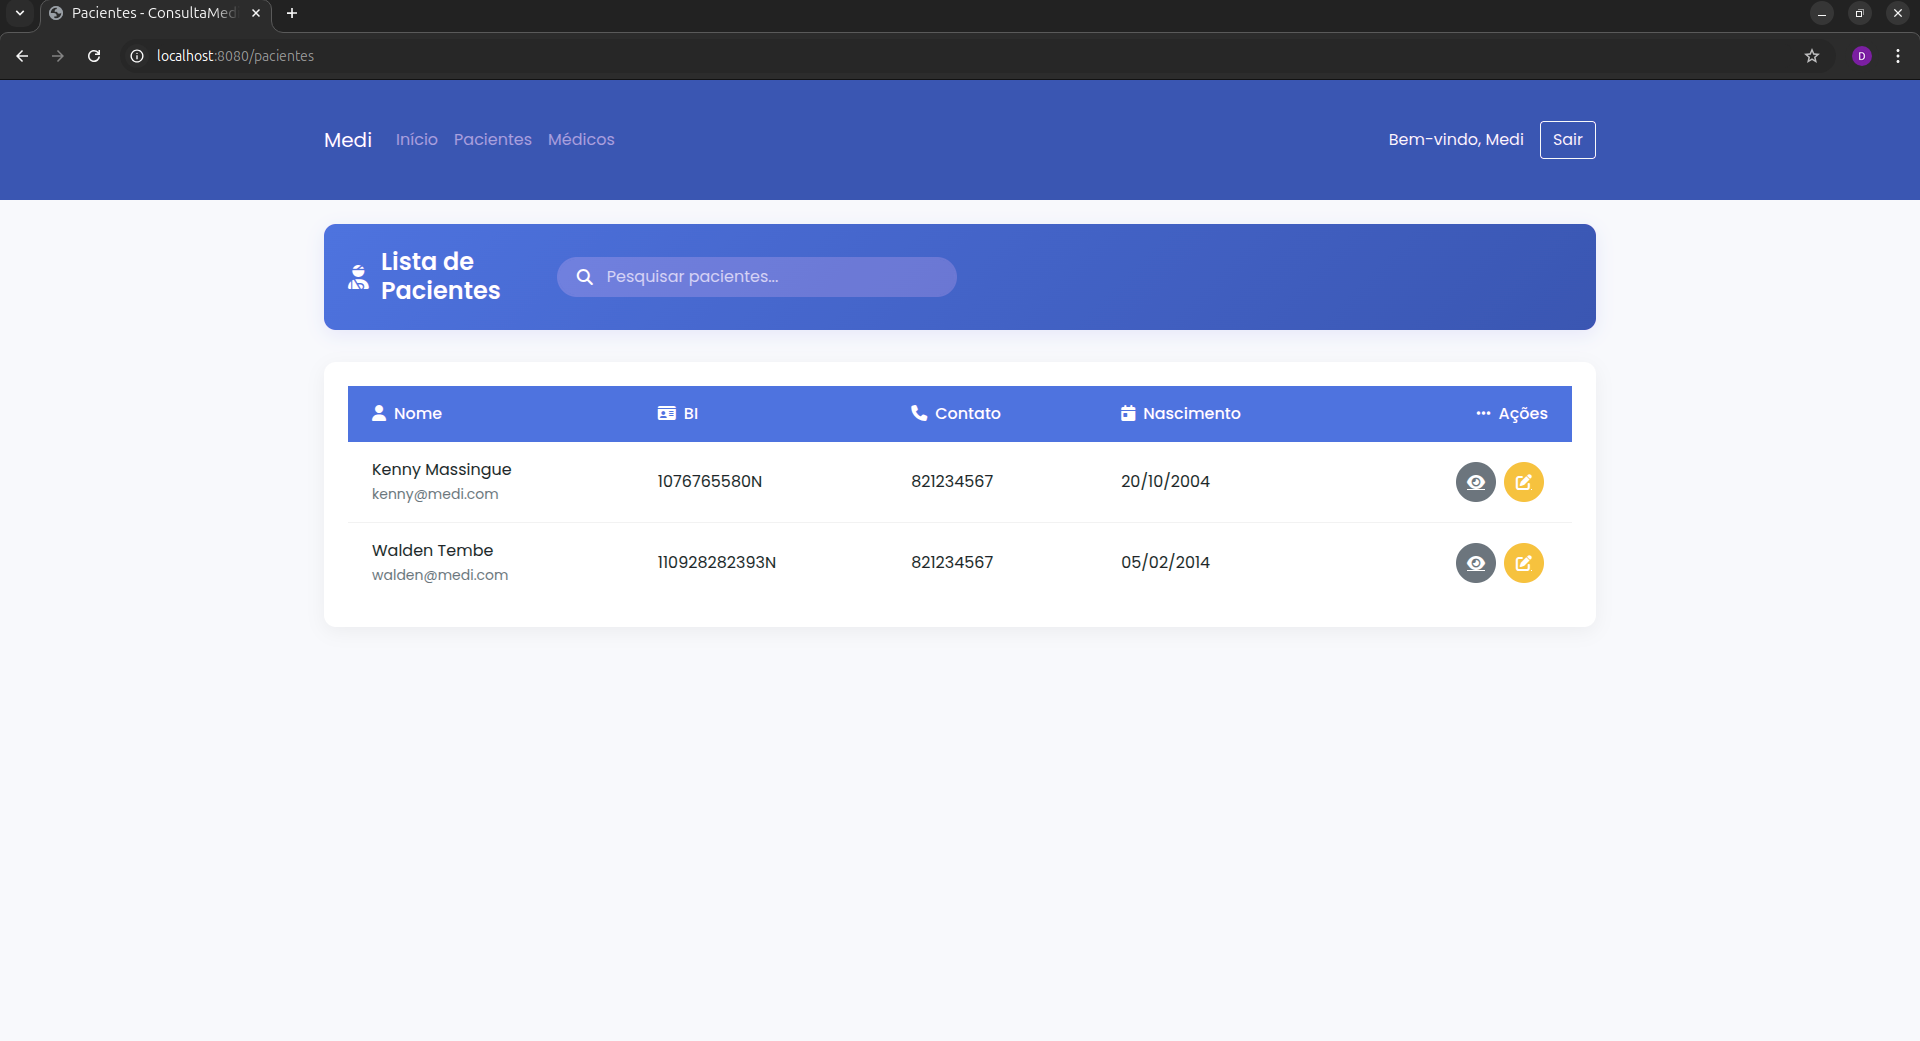 Pacientes - ConsultaMed
localhost:8080/pacientes
D
Medi Início Pacientes Médicos Bem-vindo, Medi Sair
Lista de
Pacientes
Pesquisar pacientes...
Nome BI Contato Nascimento Ações
Kenny Massingue 1076765580N 821234567 20/10/2004
kenny@medi.com
Walden Tembe 110928282393N 821234567 05/02/2014
walden@medi.com